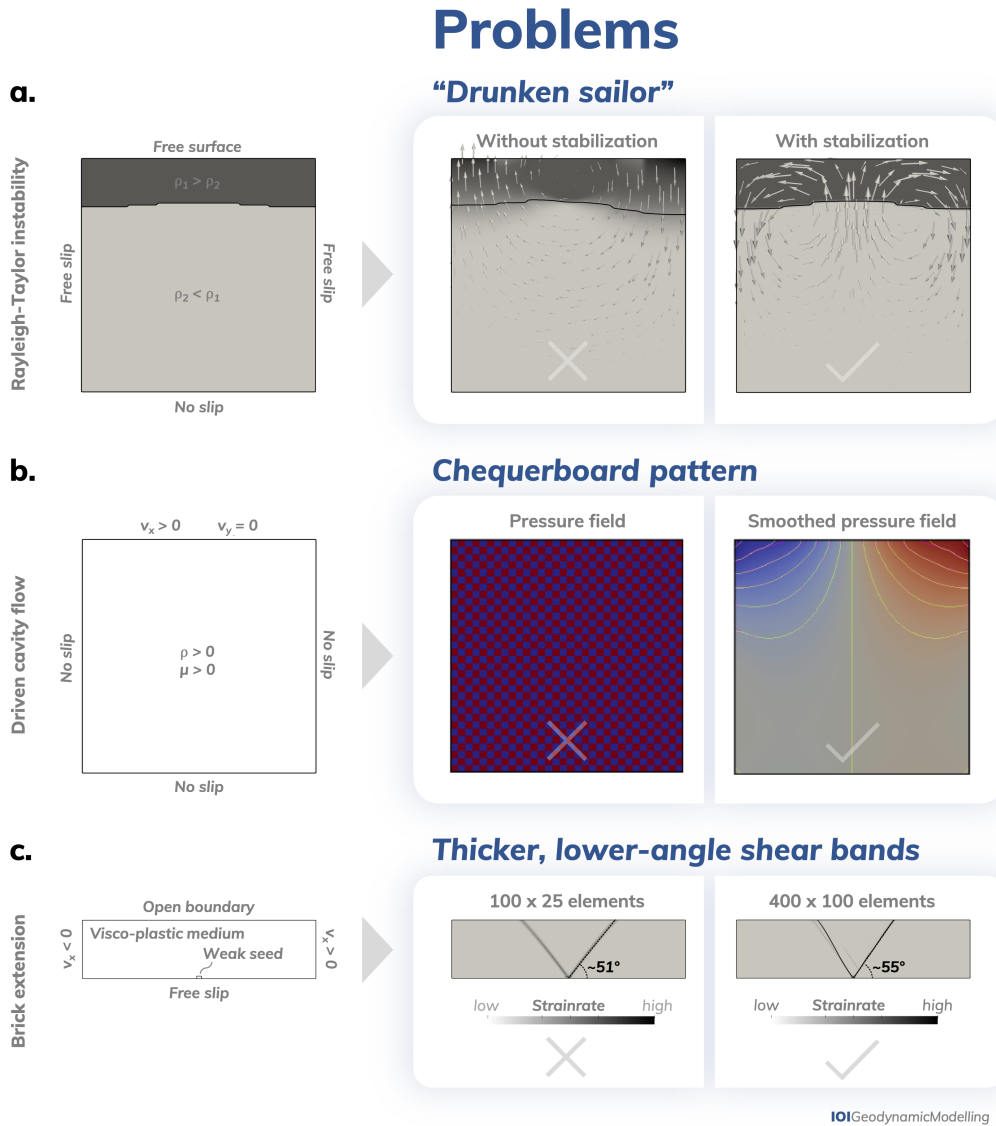 Problems
a.
“Drunken sailor”
Rayleigh-Taylor instability
Free surface
ρ₁ > ρ₂
Free slip
Free slip
ρ₂ < ρ₁
No slip
Without stabilization
With stabilization
b.
Chequerboard pattern
Driven cavity flow
vₓ > 0
vᵧ = 0
No slip
No slip
ρ > 0
μ > 0
No slip
Pressure field
Smoothed pressure field
c.
Thicker, lower-angle shear bands
Brick extension
Open boundary
vₓ < 0
Visco-plastic medium
Weak seed
vₓ > 0
Free slip
100 x 25 elements
~51°
low Strainrate high
400 x 100 elements
~55°
low Strainrate high
IOIGeodynamicModelling